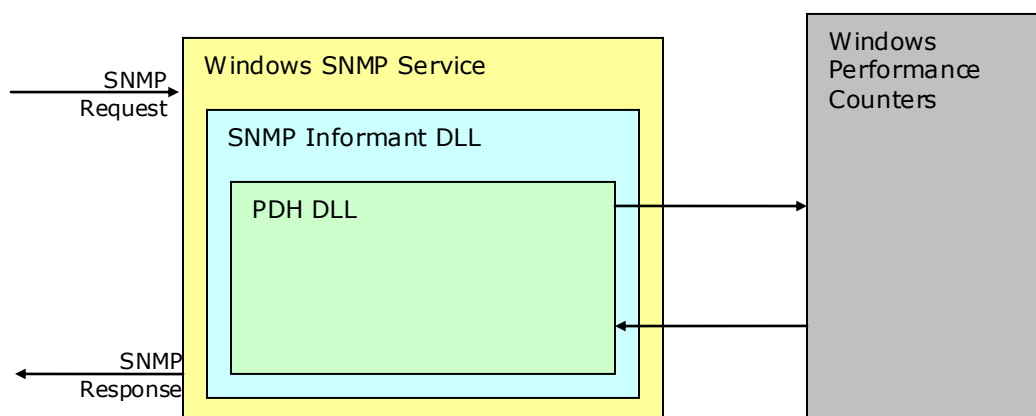 SNMP
Request
Windows SNMP Service
SNMP Informant DLL
PDH DLL
SNMP
Response
Windows
Performance
Counters